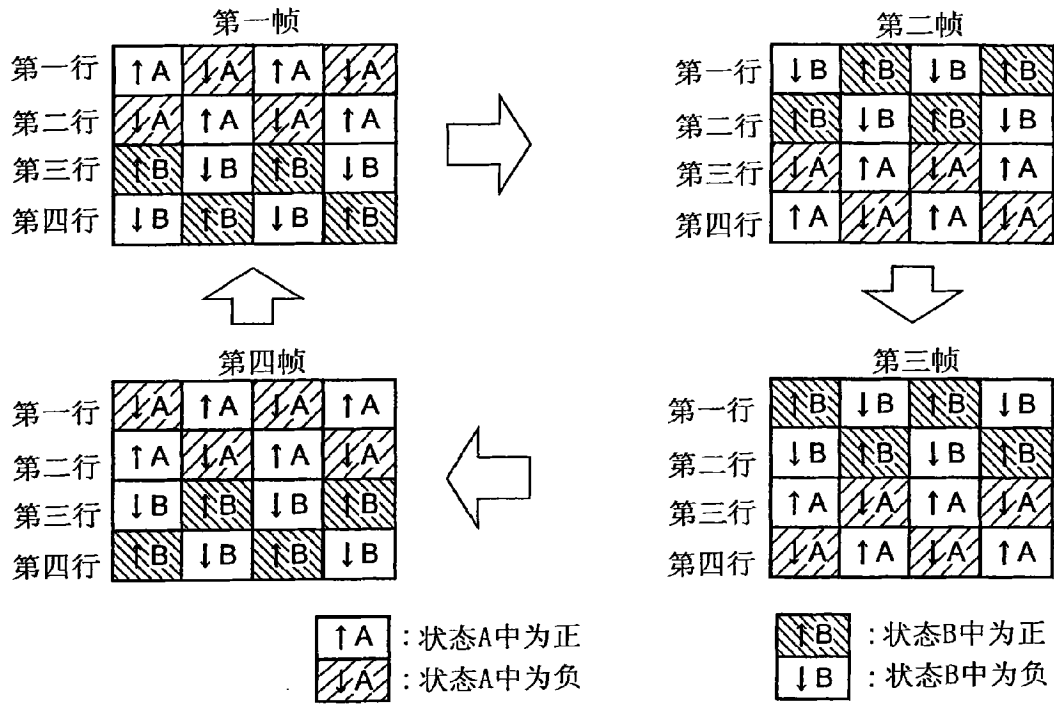 第一帧
第一行 ↑A ↓A ↑A ↓A
第二行 ↓A ↑A ↓A ↑A
第三行 ↑B ↓B ↑B ↓B
第四行 ↓B ↑B ↓B ↑B
第二帧
第一行 ↓B ↑B ↓B ↑B
第二行 ↑B ↓B ↑B ↓B
第三行 ↓A ↑A ↓A ↑A
第四行 ↑A ↓A ↑A ↓A
第四帧
第一行 ↓A ↑A ↓A ↑A
第二行 ↑A ↓A ↑A ↓A
第三行 ↓B ↑B ↓B ↑B
第四行 ↑B ↓B ↑B ↓B
第三帧
第一行 ↑B ↓B ↑B ↓B
第二行 ↓B ↑B ↓B ↑B
第三行 ↑A ↓A ↑A ↓A
第四行 ↓A ↑A ↓A ↑A
↑A :状态A中为正
↓A :状态A中为负
↑B :状态B中为正
↓B :状态B中为负